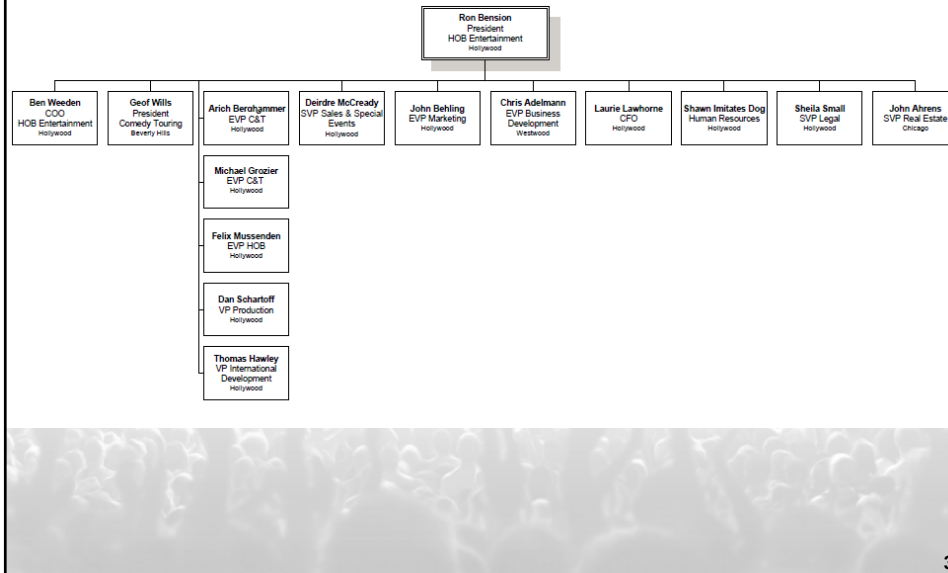 Ron Bension
President
HOB Entertainment
Hollywood
Ben Weeden
COO
HOB Entertainment
Hollywood
Geof Wills
President
Comedy Touring
Beverly Hills
Arich Berghammer
EVP C&T
Hollywood
Deirdre McCready
SVP Sales & Special
Events
Hollywood
John Behling
EVP Marketing
Hollywood
Chris Adelmann
EVP Business
Development
Westwood
Laurie Lawhorne
CFO
Hollywood
Shawn Imitates Dog
Human Resources
Hollywood
Sheila Small
SVP Legal
Hollywood
John Ahrens
SVP Real Estate
Chicago
Michael Grozier
EVP C&T
Hollywood
Felix Mussenden
EVP HOB
Hollywood
Dan Schartoff
VP Production
Hollywood
Thomas Hawley
VP International
Development
Hollywood